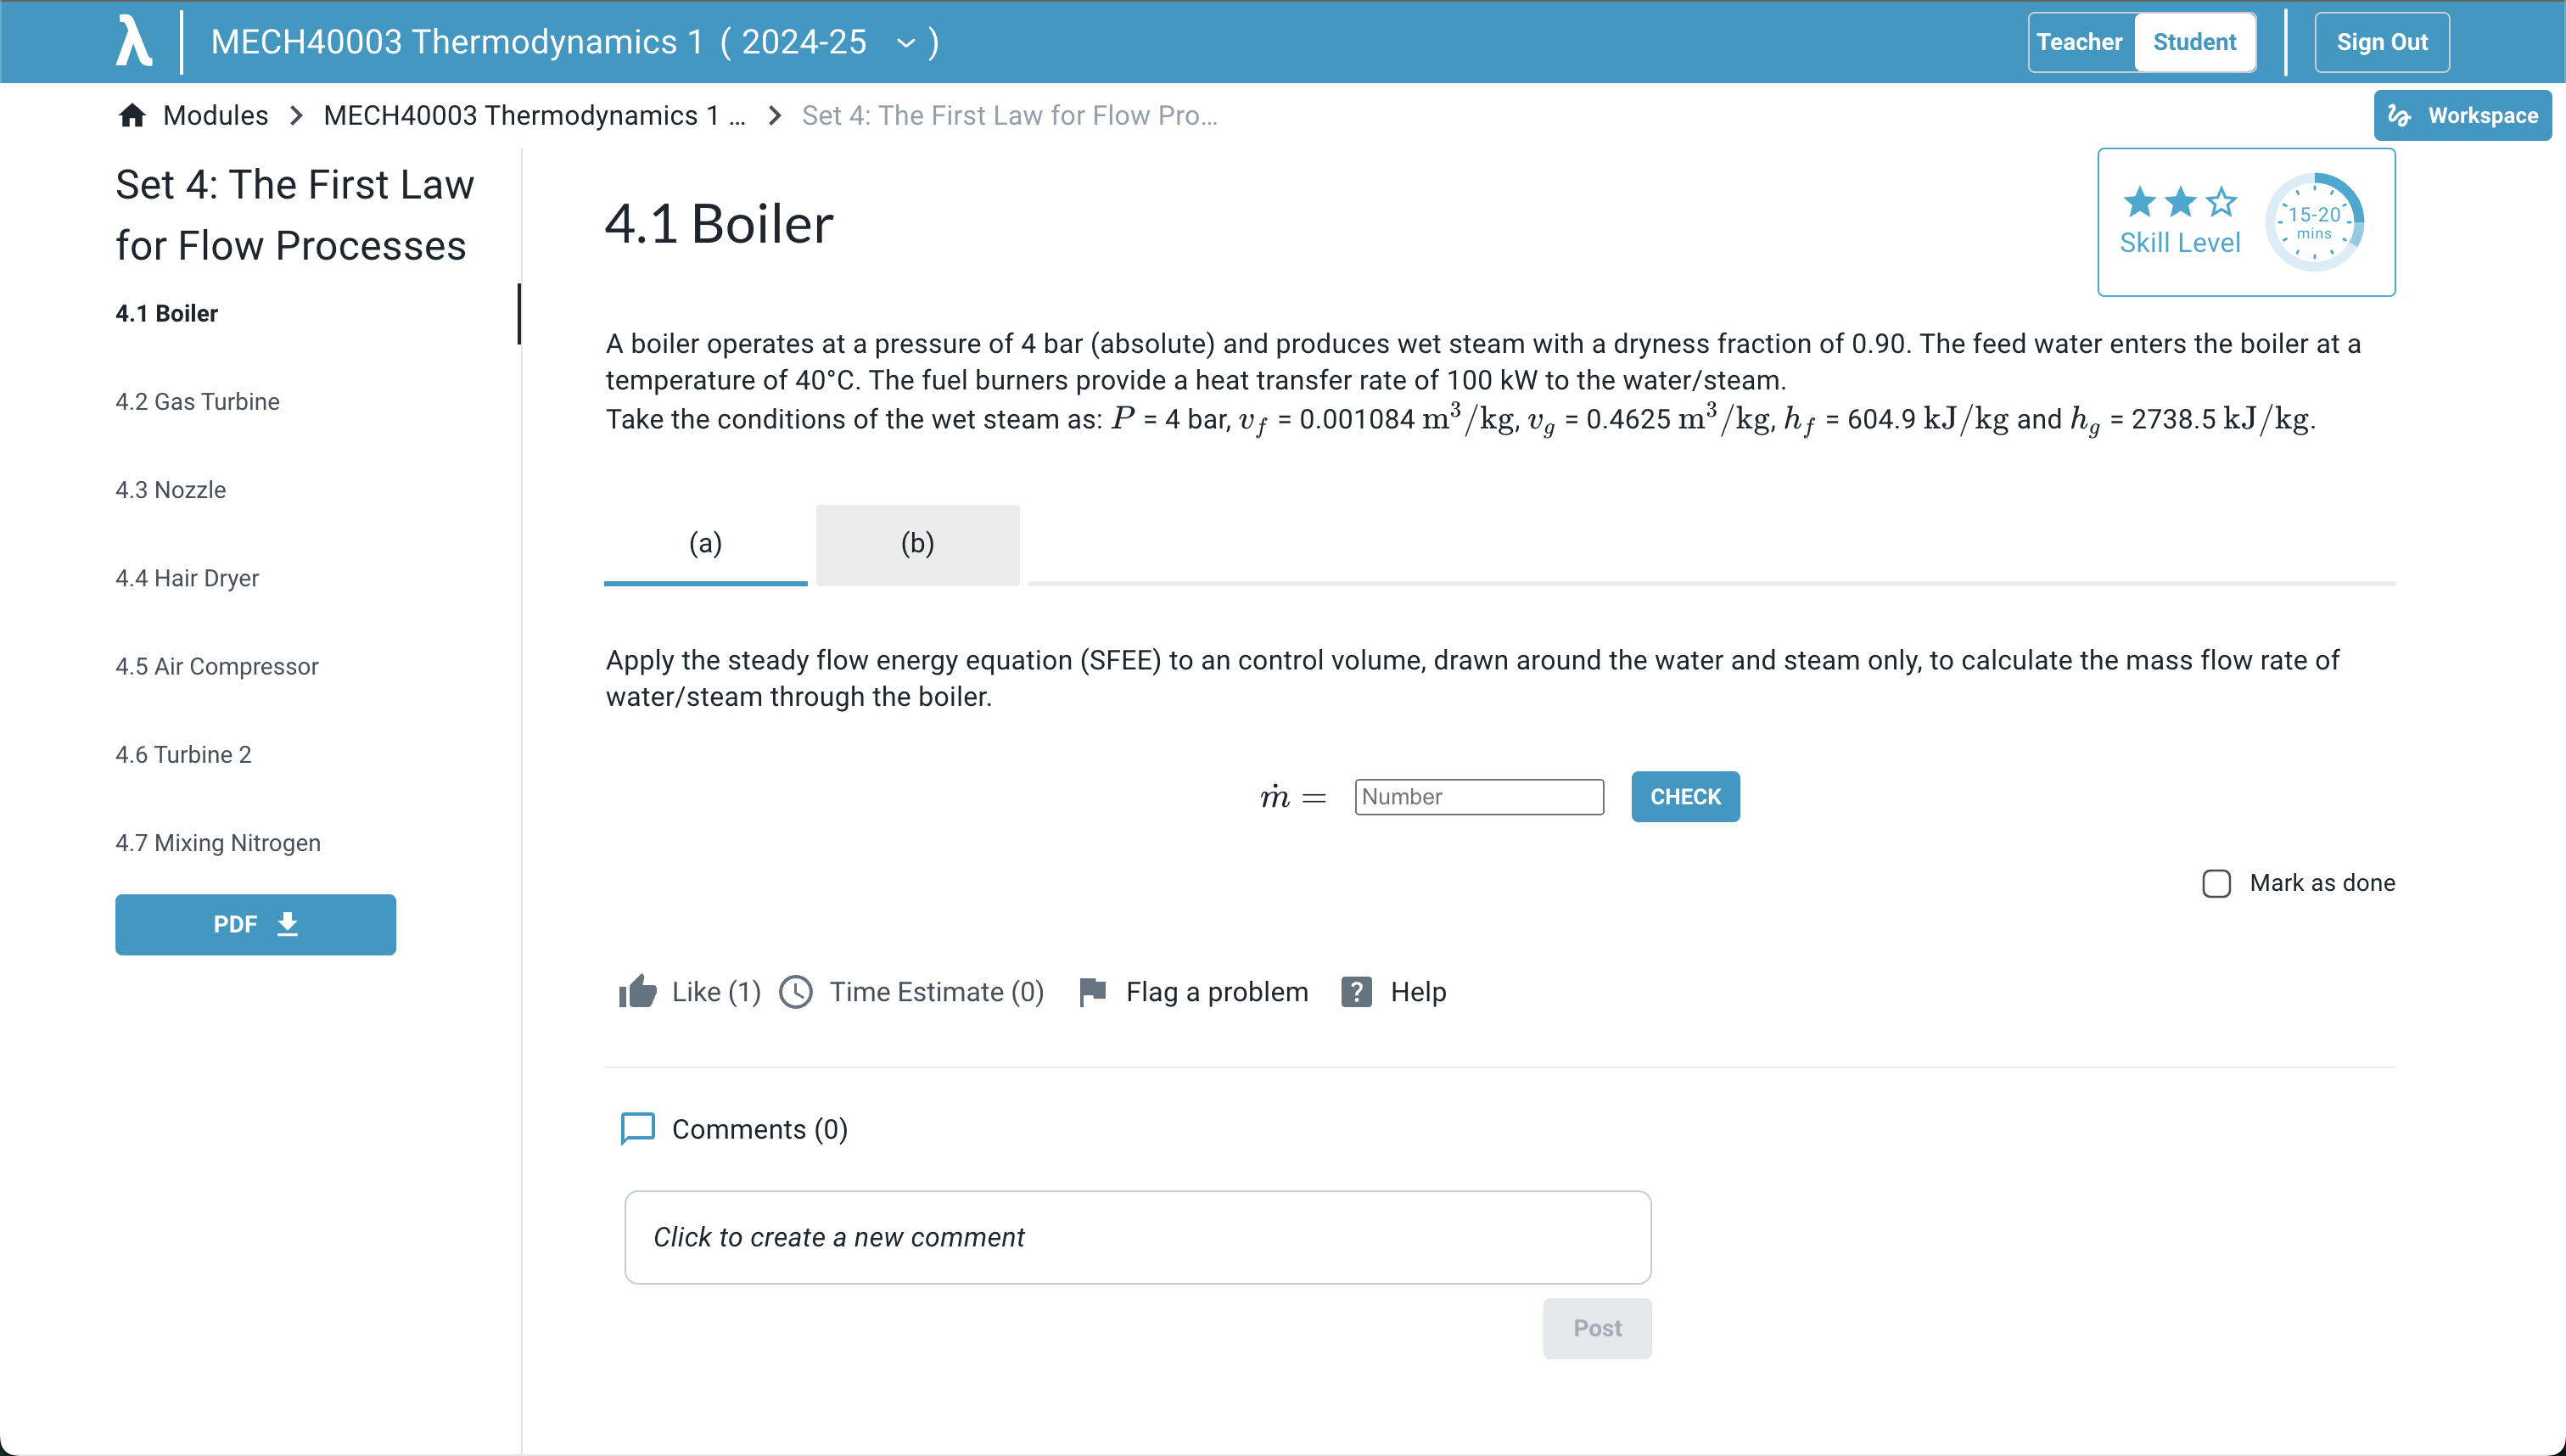 λ MECH40003 Thermodynamics 1 ( 2024-25 ) Teacher Student Sign Out
Modules > MECH40003 Thermodynamics 1 ... > Set 4: The First Law for Flow Pro... Workspace
Set 4: The First Law
for Flow Processes
4.1 Boiler
4.2 Gas Turbine
4.3 Nozzle
4.4 Hair Dryer
4.5 Air Compressor
4.6 Turbine 2
4.7 Mixing Nitrogen
PDF
4.1 Boiler
Skill Level
15-20
mins
A boiler operates at a pressure of 4 bar (absolute) and produces wet steam with a dryness fraction of 0.90. The feed water enters the boiler at a
temperature of 40°C. The fuel burners provide a heat transfer rate of 100 kW to the water/steam.
Take the conditions of the wet steam as: P = 4 bar, v_f = 0.001084 m³/kg, v_g = 0.4625 m³/kg, h_f = 604.9 kJ/kg and h_g = 2738.5 kJ/kg.
(a) (b)
Apply the steady flow energy equation (SFEE) to an control volume, drawn around the water and steam only, to calculate the mass flow rate of
water/steam through the boiler.
ṁ = Number CHECK
Mark as done
Like (1) Time Estimate (0) Flag a problem ? Help
Comments (0)
Click to create a new comment
Post